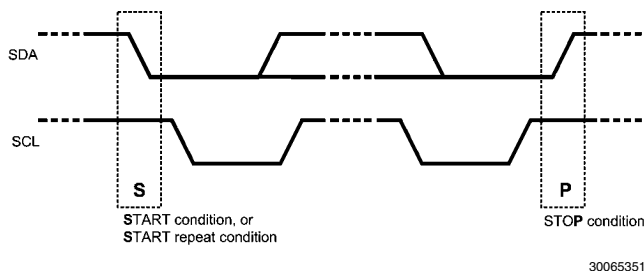 SDA
SCL
S
P
START condition, or
START repeat condition
STOP condition
30065351